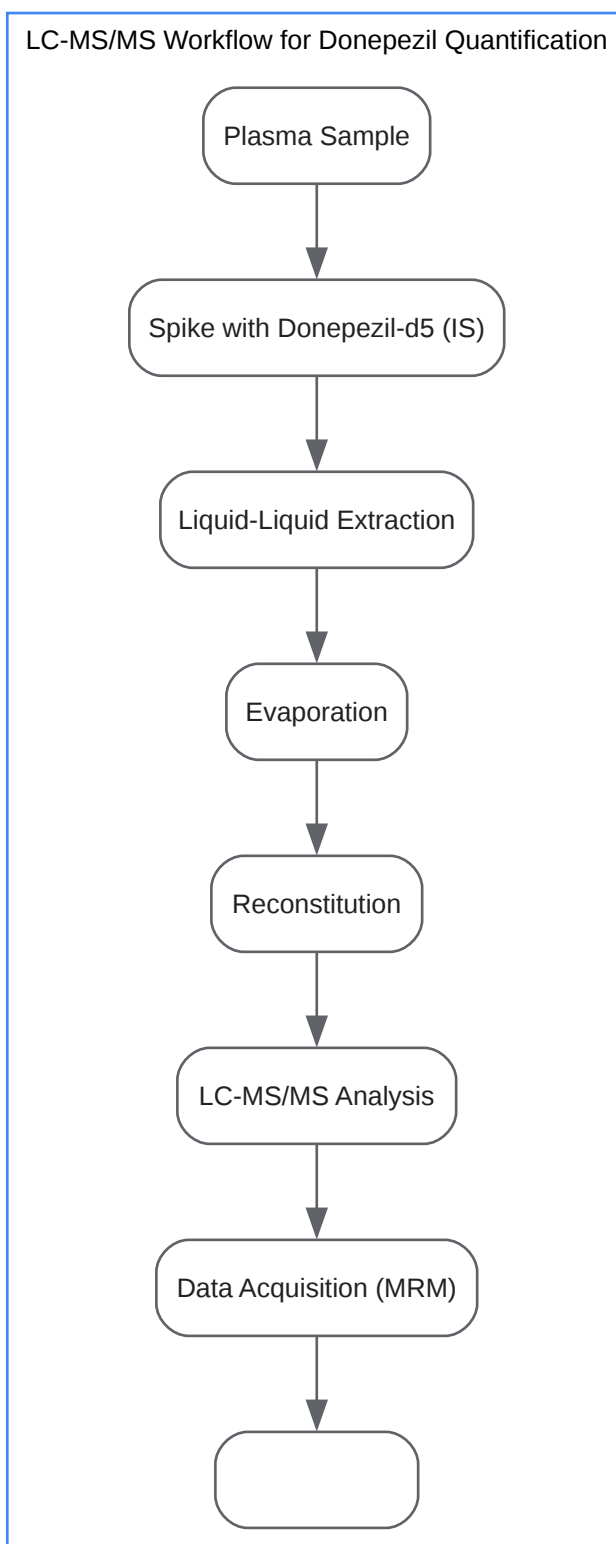 LC-MS/MS Workflow for Donepezil Quantification
Plasma Sample
Spike with Donepezil-d5 (IS)
Liquid-Liquid Extraction
Evaporation
Reconstitution
LC-MS/MS Analysis
Data Acquisition (MRM)